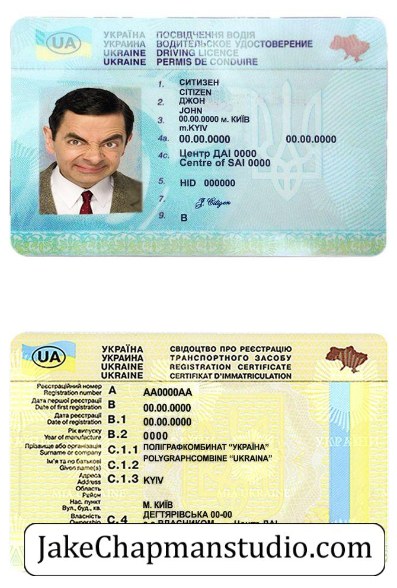 УКРАЇНА ПОСВІДЧЕННЯ ВОДІЯ
УКРАИНА ВОДИТЕЛЬСКОЕ УДОСТОВЕРЕНИЕ
UKRAINE DRIVING LICENCE
UKRAINE PERMIS DE CONDUIRE
UA
1. СИТИЗЕН
CITIZEN
2. ДЖОН
JOHN
3. 00.00.0000 м. КИЇВ
m.KYIV
4a. 00.00.0000 00.00.0000
4c. Центр ДАІ 0000
Centre of SAI 0000
5. HID 000000
7. J. Citizen
9. B
УКРАЇНА СВІДОЦТВО ПРО РЕЄСТРАЦІЮ
УКРАИНА ТРАНСПОРТНОГО ЗАСОБУ
UKRAINE REGISTRATION CERTIFICATE
UKRAINE CERTIFIKAT D'IMMATRICULATION
UA
Реєстраційний номер
Registration number A AA0000AA
Дата першої реєстрації
Date of first registration B 00.00.0000
Дата реєстрації
Date of registration B.1 00.00.0000
Рік випуску
Year of manufacture B.2 0000
Прізвище або організація
Surname or company C.1.1 ПОЛІГРАФКОМБИНАТ "УКРАЇНА"
Ім'я та по батькові
Given name(s) C.1.2 POLYGRAPHCOMBINE "UKRAINA"
Адреса
Address C.1.3 KYIV
Область
Район
Нас. пункт М. КИЇВ
Вул., буд., кв. ДЕГТЯРІВСЬКА 00-00
Власність C.4
JakeChapmanstudio.com